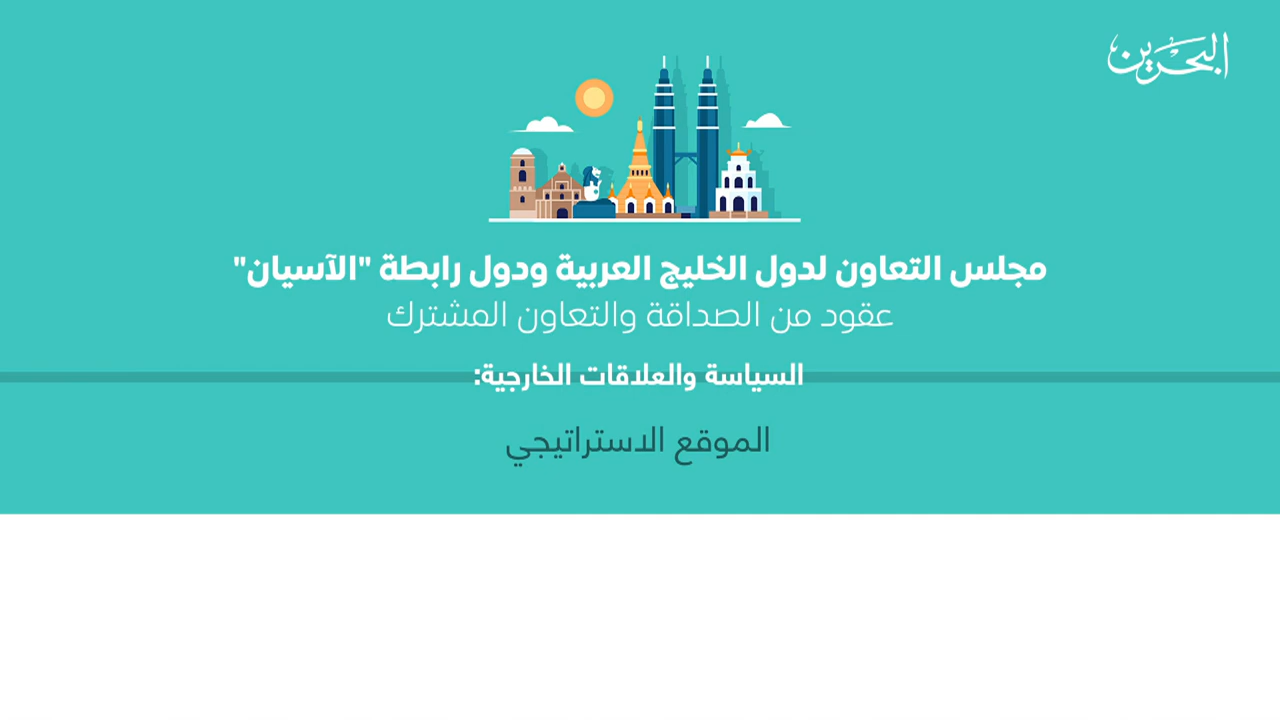 البحرين
مجلس التعاون لدول الخليج العربية ودول رابطة "الآسيان"
عقود من الصداقة والتعاون المشترك
السياسة والعلاقات الخارجية:
الموقع الاستراتيجي